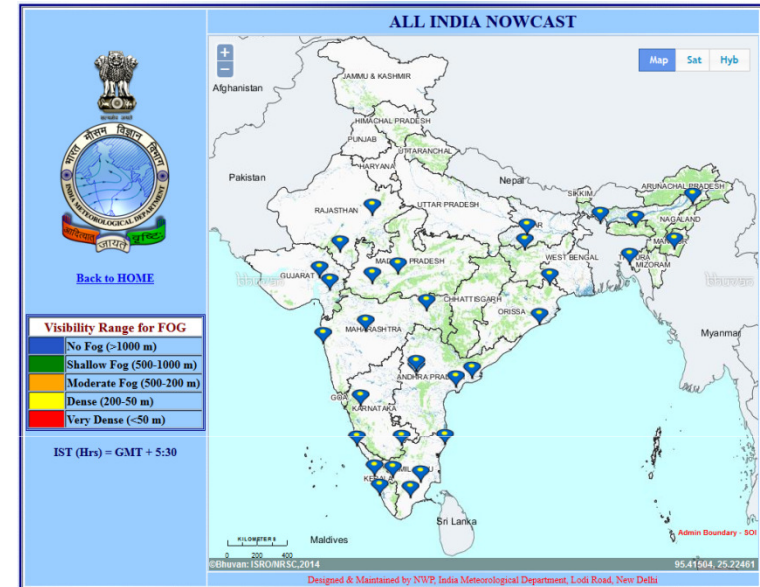 ALL INDIA NOWCAST
भारत मौसम विज्ञान विभाग
INDIA METEOROLOGICAL DEPARTMENT
आदित्यात् जायते वृष्टिः
Back to HOME
Visibility Range for FOG
No Fog (>1000 m)
Shallow Fog (500-1000 m)
Moderate Fog (500-200 m)
Dense (200-50 m)
Very Dense (<50 m)
IST (Hrs) = GMT + 5:30
+
−
Map Sat Hyb
Afghanistan
JAMMU & KASHMIR
HIMACHAL PRADESH
PUNJAB
UTTARANCHAL
HARYANA
Pakistan
Nepal
SIKKIM
ARUNACHAL PRADESH
RAJASTHAN
UTTAR PRADESH
NAGALAND
GUJARAT
WEST BENGAL
MIZORAM
bhuvan
bhuvan
CHHATTISGARH
ORISSA
MAHARASHTRA
Myanmar
GOA
KARNATAKA
Sri Lanka
Maldives
KILOMETERS
0 200 400
Admin Boundary - SOI
©Bhuvan: ISRO/NRSC,2014
95.41504, 25.22461
Designed & Maintained by NWP, India Meteorological Department, Lodi Road, New Delhi